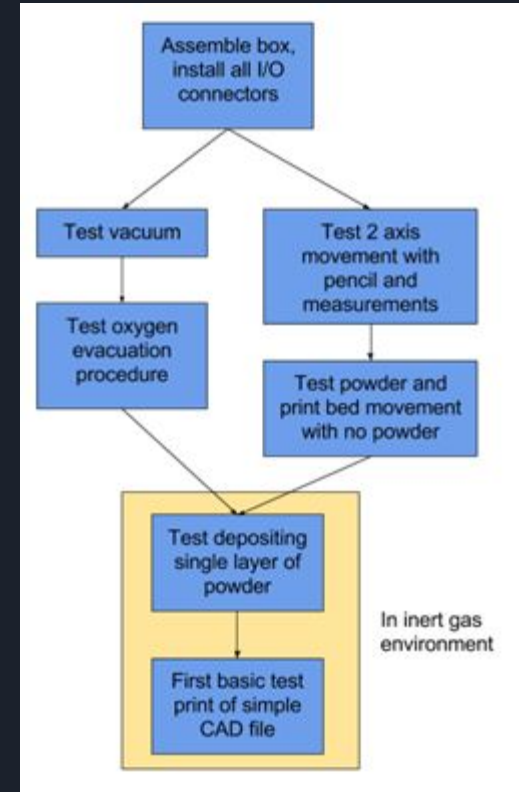 Assemble box,
install all I/O
connectors
Test vacuum
Test 2 axis
movement with
pencil and
measurements
Test oxygen
evacuation
procedure
Test powder and
print bed movement
with no powder
Test depositing
single layer of
powder
In inert gas
environment
First basic test
print of simple
CAD file